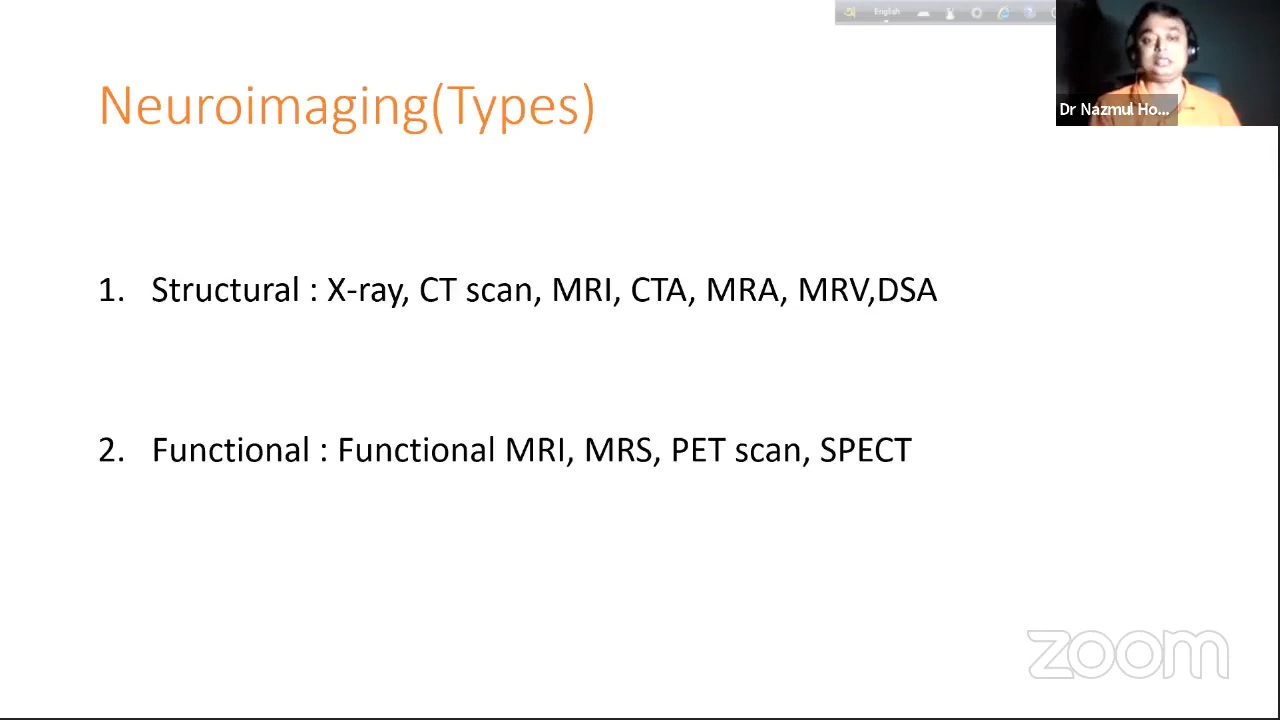 English
Neuroimaging(Types)
Dr Nazmul Ho...
1. Structural : X-ray, CT scan, MRI, CTA, MRA, MRV,DSA
2. Functional : Functional MRI, MRS, PET scan, SPECT
zoom